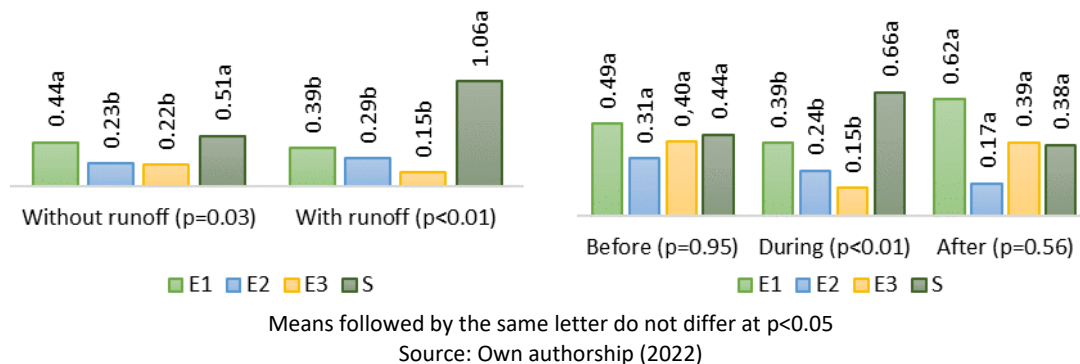 0.44a 0.23b 0.22b 0.51a 0.39b 0.29b 0.15b 1.06a
Without runoff (p=0.03) With runoff (p<0.01)
E1 E2 E3 S
0.49a 0.31a 0,40a 0.44a 0.39b 0.24b 0.15b 0.66a 0.62a 0.17a 0.39a 0.38a
Before (p=0.95) During (p<0.01) After (p=0.56)
E1 E2 E3 S
Means followed by the same letter do not differ at p<0.05
Source: Own authorship (2022)